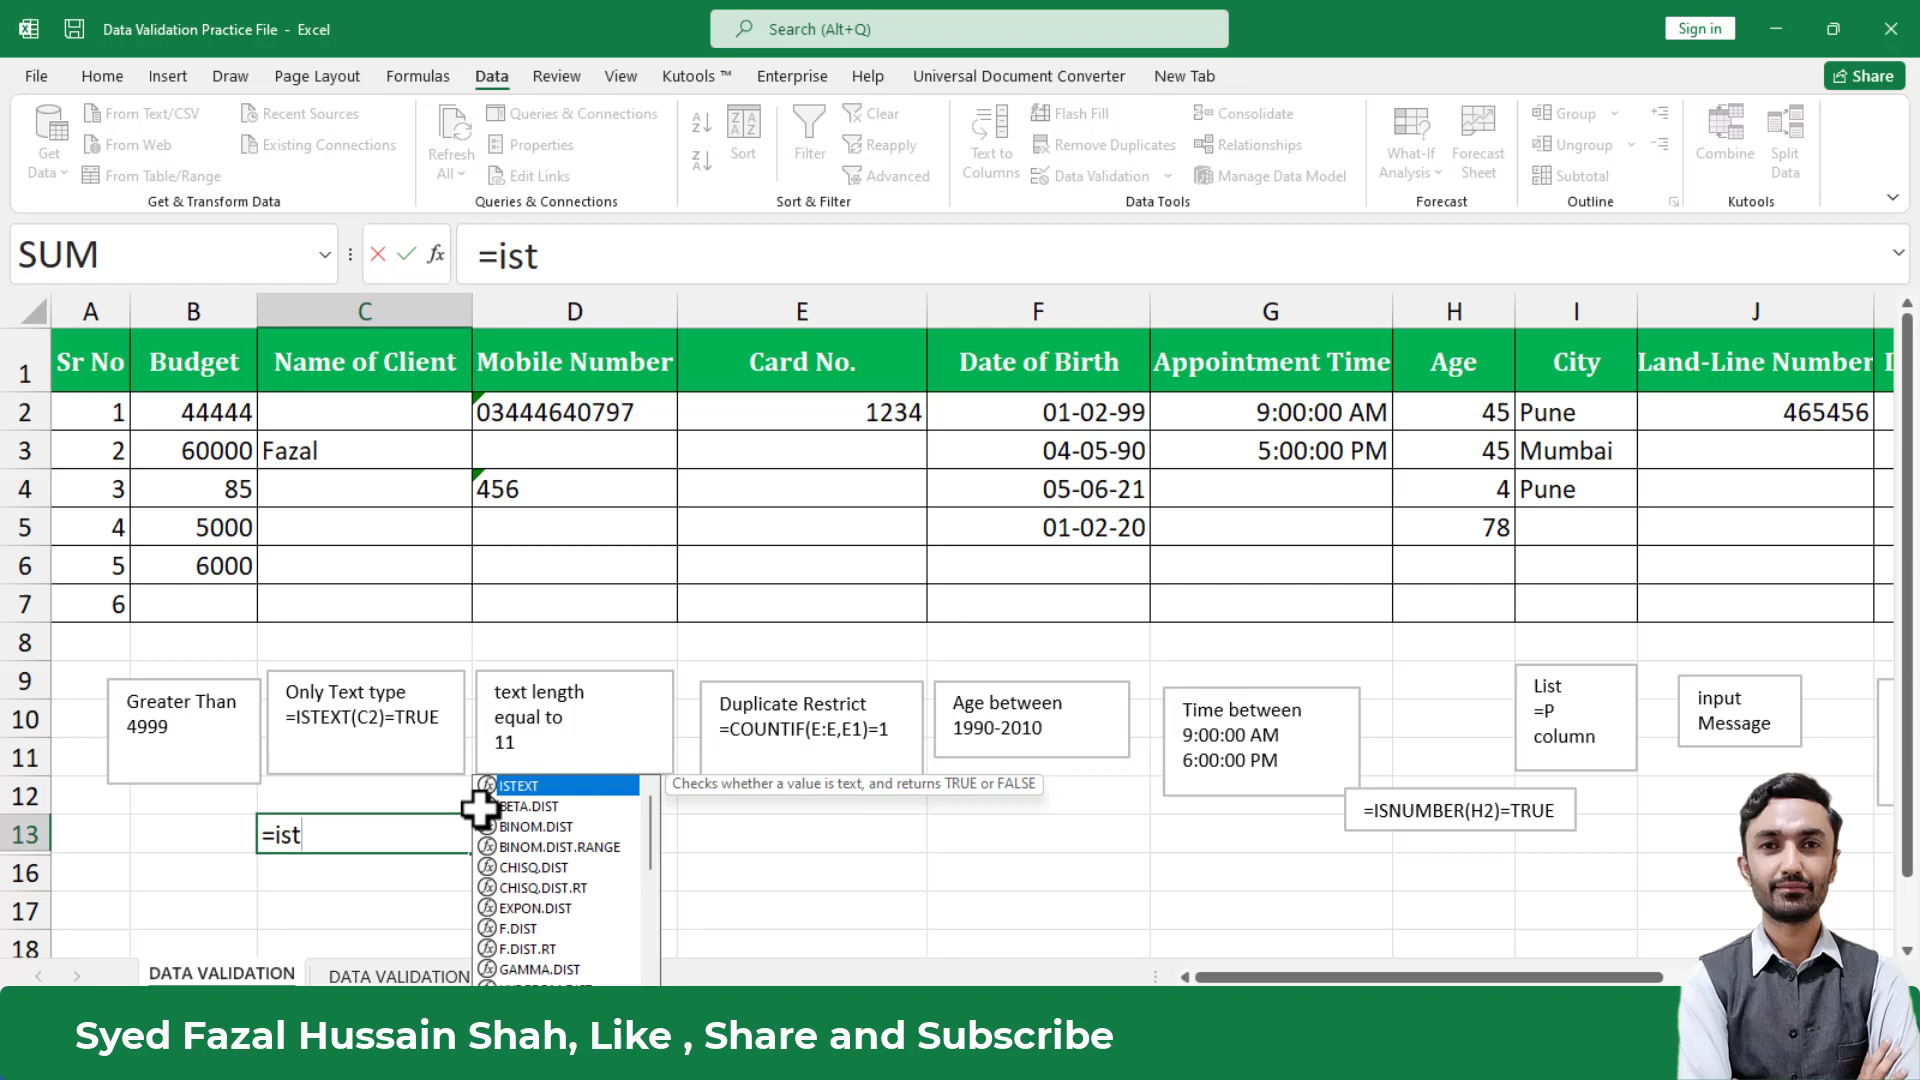 Data Validation Practice File - Excel
Search (Alt+Q)
Sign in
File Home Insert Draw Page Layout Formulas Data Review View Kutools ™ Enterprise Help Universal Document Converter New Tab
Share
Get Data
From Text/CSV
From Web
From Table/Range
Recent Sources
Existing Connections
Get & Transform Data
Refresh All
Queries & Connections
Properties
Edit Links
Queries & Connections
Sort
Filter
Clear
Reapply
Advanced
Sort & Filter
Text to Columns
Flash Fill
Remove Duplicates
Data Validation
Consolidate
Relationships
Manage Data Model
Data Tools
What-If Analysis
Forecast Sheet
Forecast
Group
Ungroup
Subtotal
Outline
Combine
Split Data
Kutools
SUM
fx
=ist
A B C D E F G H I J
1 Sr No Budget Name of Client Mobile Number Card No. Date of Birth Appointment Time Age City Land-Line Number
2 1 44444 03444640797 1234 01-02-99 9:00:00 AM 45 Pune 465456
3 2 60000 Fazal 04-05-90 5:00:00 PM 45 Mumbai
4 3 85 456 05-06-21 4 Pune
5 4 5000 01-02-20 78
6 5 6000
7 6
8
9
10
11
12
13
16
17
18
Greater Than
4999
Only Text type
=ISTEXT(C2)=TRUE
text length
equal to
11
Duplicate Restrict
=COUNTIF(E:E,E1)=1
Age between
1990-2010
Time between
9:00:00 AM
6:00:00 PM
List
=P
column
input
Message
=ISNUMBER(H2)=TRUE
=ist
ISTEXT
Checks whether a value is text, and returns TRUE or FALSE
BETA.DIST
BINOM.DIST
BINOM.DIST.RANGE
CHISQ.DIST
CHISQ.DIST.RT
EXPON.DIST
F.DIST
F.DIST.RT
GAMMA.DIST
DATA VALIDATION
DATA VALIDATION
Syed Fazal Hussain Shah, Like , Share and Subscribe